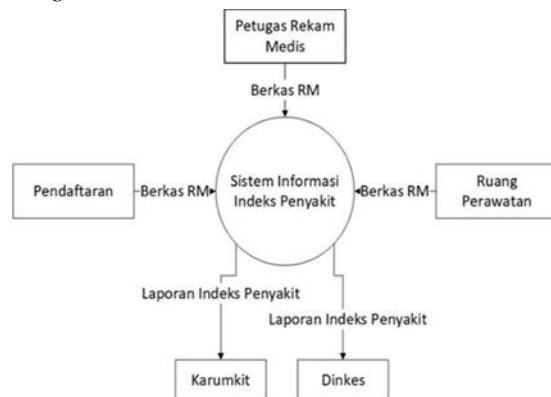 Petugas Rekam
Medis
Berkas RM
Pendaftaran
Berkas RM
Sistem Informasi
Indeks Penyakit
Berkas RM
Ruang
Perawatan
Laporan Indeks Penyakit
Laporan Indeks Penyakit
Karumkit
Dinkes